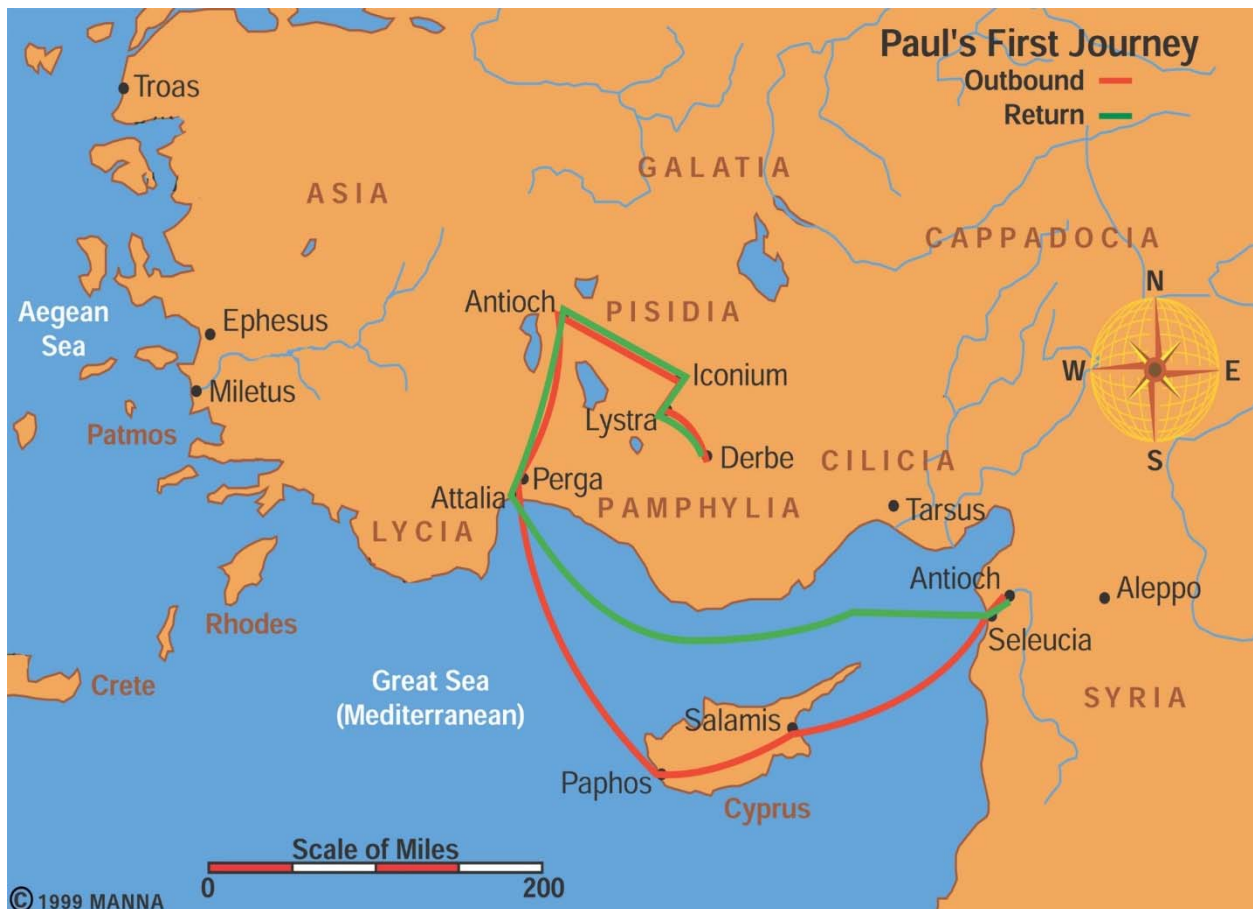 Paul's First Journey
Outbound
Return
Troas
GALATIA
ASIA
CAPPADOCIA
N
Antioch
PISIDIA
Aegean
Sea
Ephesus
Iconium
W
E
Miletus
Lystra
Patmos
Derbe
CILICIA
S
Perga
Attalia
PAMPHYLIA
Tarsus
LYCIA
Antioch
Aleppo
Rhodes
Seleucia
Crete
Great Sea
(Mediterranean)
SYRIA
Salamis
Paphos
Cyprus
Scale of Miles
0
200
© 1999 MANNA